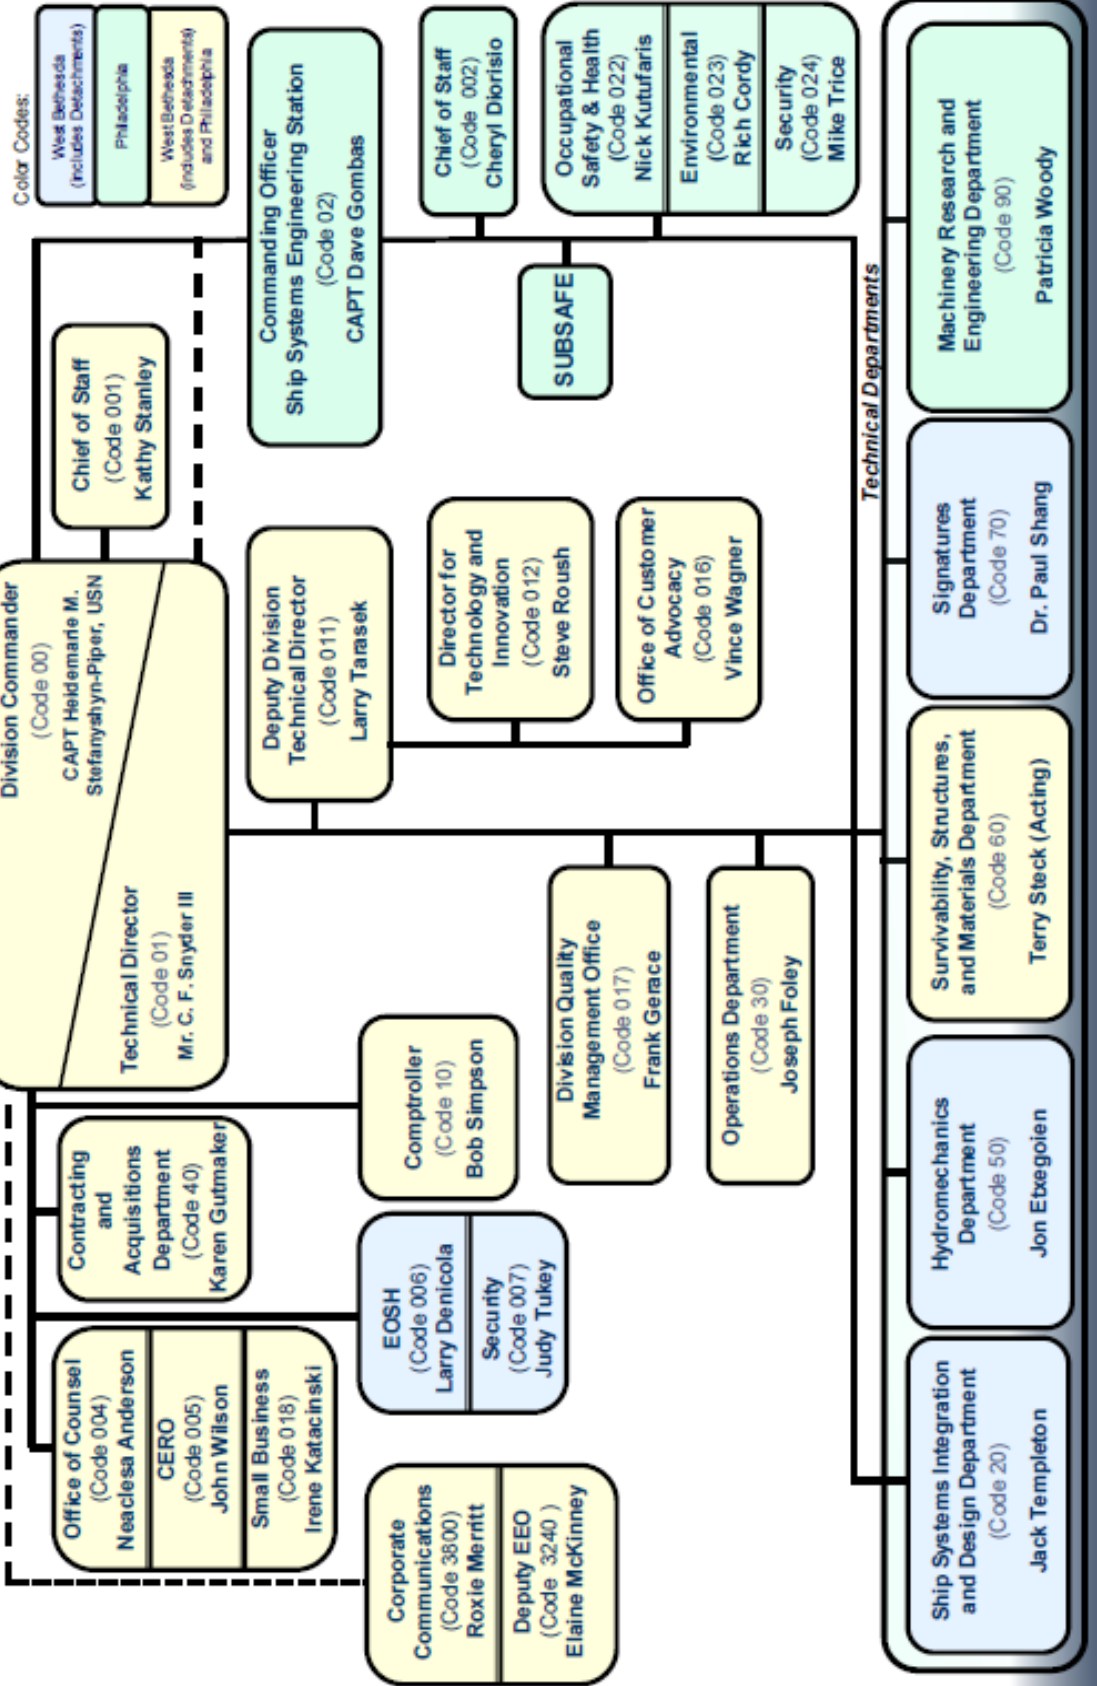 Division Commander
(Code 00)
CAPT Heidemarie M.
Stefanyshyn-Piper, USN
Technical Director
(Code 01)
Mr. C. F. Snyder III
Chief of Staff
(Code 001)
Kathy Stanley
Color Codes:
West Bethesda
(includes Detachments)
Philadelphia
West Bethesda
(includes Detachments)
and Philadelphia
Office of Counsel
(Code 004)
Neaclesa Anderson
CERO
(Code 005)
John Wilson
Small Business
(Code 018)
Irene Katacinski
Contracting
and
Acquisitions
Department
(Code 40)
Karen Gutmaker
Commanding Officer
Ship Systems Engineering Station
(Code 02)
CAPT Dave Gombas
Deputy Division
Technical Director
(Code 011)
Larry Tarasek
Corporate
Communications
(Code 3800)
Roxie Merritt
Deputy EEO
(Code 3240 )
Elaine McKinney
EOSH
(Code 006)
Larry Denicola
Security
(Code 007)
Judy Tukey
Comptroller
(Code 10)
Bob Simpson
Director for
Technology and
Innovation
(Code 012)
Steve Roush
Chief of Staff
(Code 002)
Cheryl Diorisio
SUBSAFE
Occupational
Safety & Health
(Code 022)
Nick Kutufaris
Environmental
(Code 023)
Rich Cordy
Security
(Code 024)
Mike Trice
Division Quality
Management Office
(Code 017)
Frank Gerace
Office of Customer
Advocacy
(Code 016)
Vince Wagner
Operations Department
(Code 30)
Joseph Foley
Technical Departments
Ship Systems Integration
and Design Department
(Code 20)
Jack Templeton
Hydromechanics
Department
(Code 50)
Jon Etxegoien
Survivability, Structures,
and Materials Department
(Code 60)
Terry Steck (Acting)
Signatures
Department
(Code 70)
Dr. Paul Shang
Machinery Research and
Engineering Department
(Code 90)
Patricia Woody